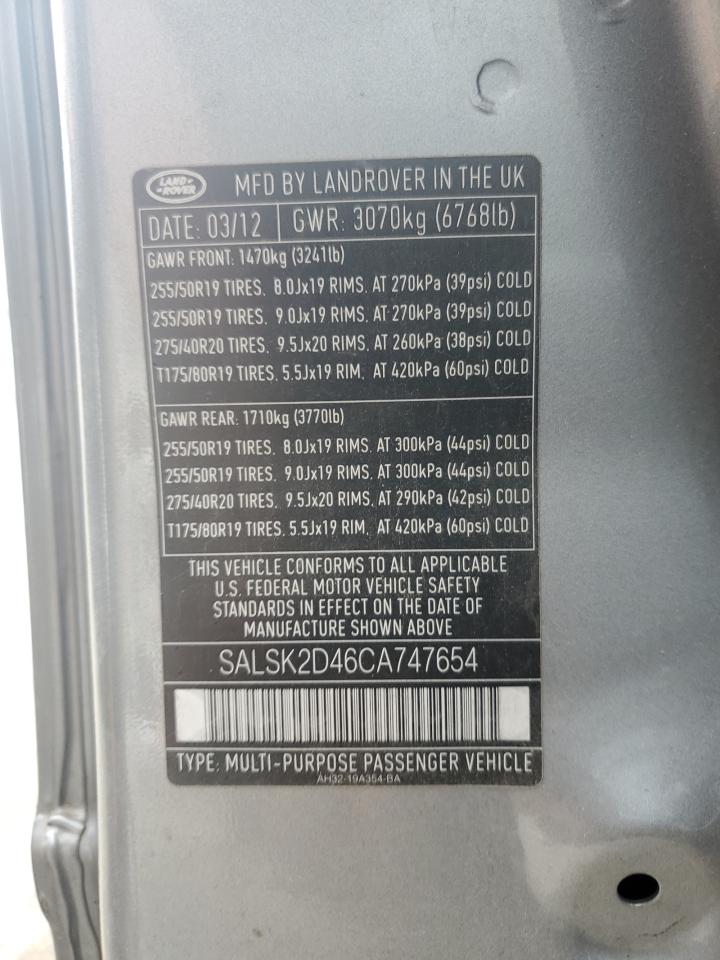 LAND ROVER MFD BY LANDROVER IN THE UK
DATE: 03/12 GWR: 3070kg (6768lb)
GAWR FRONT: 1470kg (3241lb)
255/50R19 TIRES, 8.0Jx19 RIMS, AT 270kPa (39psi) COLD
255/50R19 TIRES, 9.0Jx19 RIMS, AT 270kPa (39psi) COLD
275/40R20 TIRES, 9.5Jx20 RIMS, AT 260kPa (38psi) COLD
T175/80R19 TIRES, 5.5Jx19 RIM, AT 420kPa (60psi) COLD
GAWR REAR: 1710kg (3770lb)
255/50R19 TIRES, 8.0Jx19 RIMS, AT 300kPa (44psi) COLD
255/50R19 TIRES, 9.0Jx19 RIMS, AT 300kPa (44psi) COLD
275/40R20 TIRES, 9.5Jx20 RIMS, AT 290kPa (42psi) COLD
T175/80R19 TIRES, 5.5Jx19 RIM, AT 420kPa (60psi) COLD
THIS VEHICLE CONFORMS TO ALL APPLICABLE
U.S. FEDERAL MOTOR VEHICLE SAFETY
STANDARDS IN EFFECT ON THE DATE OF
MANUFACTURE SHOWN ABOVE
SALSK2D46CA747654
TYPE: MULTI-PURPOSE PASSENGER VEHICLE
AH32-19A354-BA